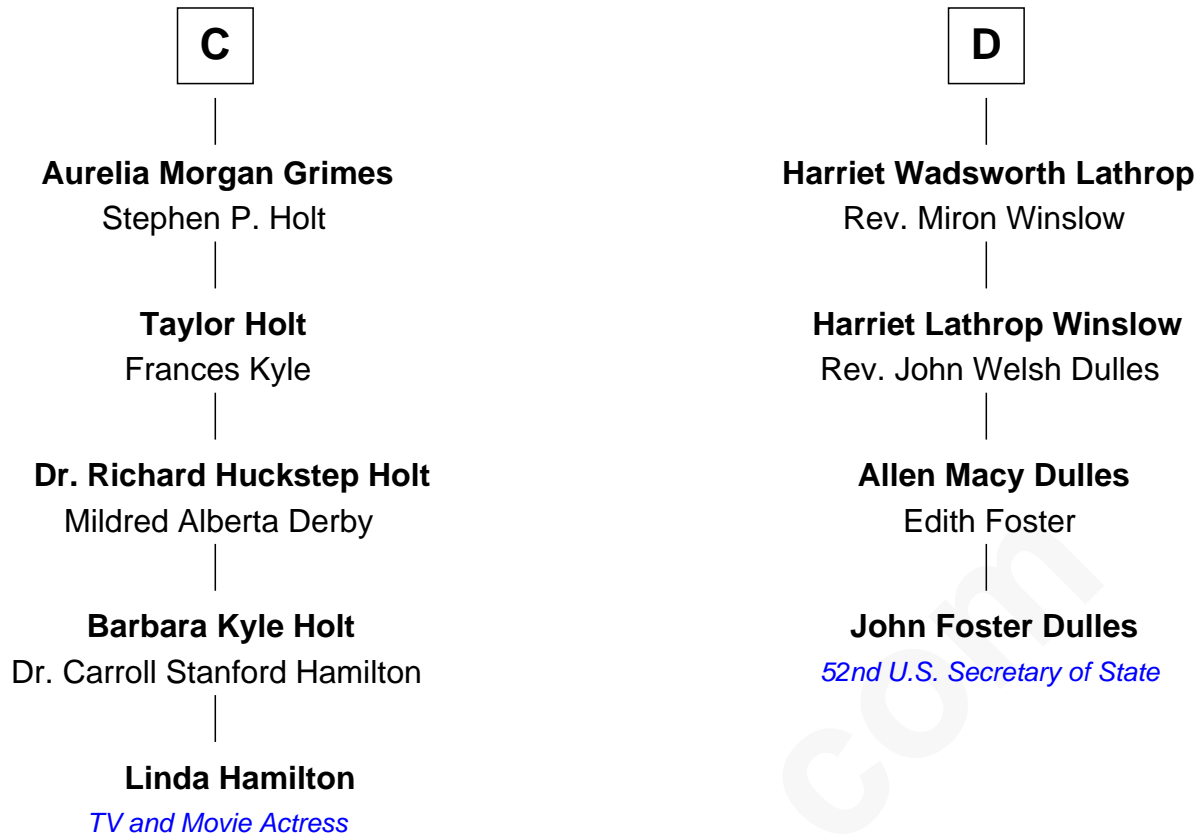 C
Aurelia Morgan Grimes
Stephen P. Holt
Taylor Holt
Frances Kyle
Dr. Richard Huckstep Holt
Mildred Alberta Derby
Barbara Kyle Holt
Dr. Carroll Stanford Hamilton
Linda Hamilton
TV and Movie Actress
D
Harriet Wadsworth Lathrop
Rev. Miron Winslow
Harriet Lathrop Winslow
Rev. John Welsh Dulles
Allen Macy Dulles
Edith Foster
John Foster Dulles
52nd U.S. Secretary of State
com